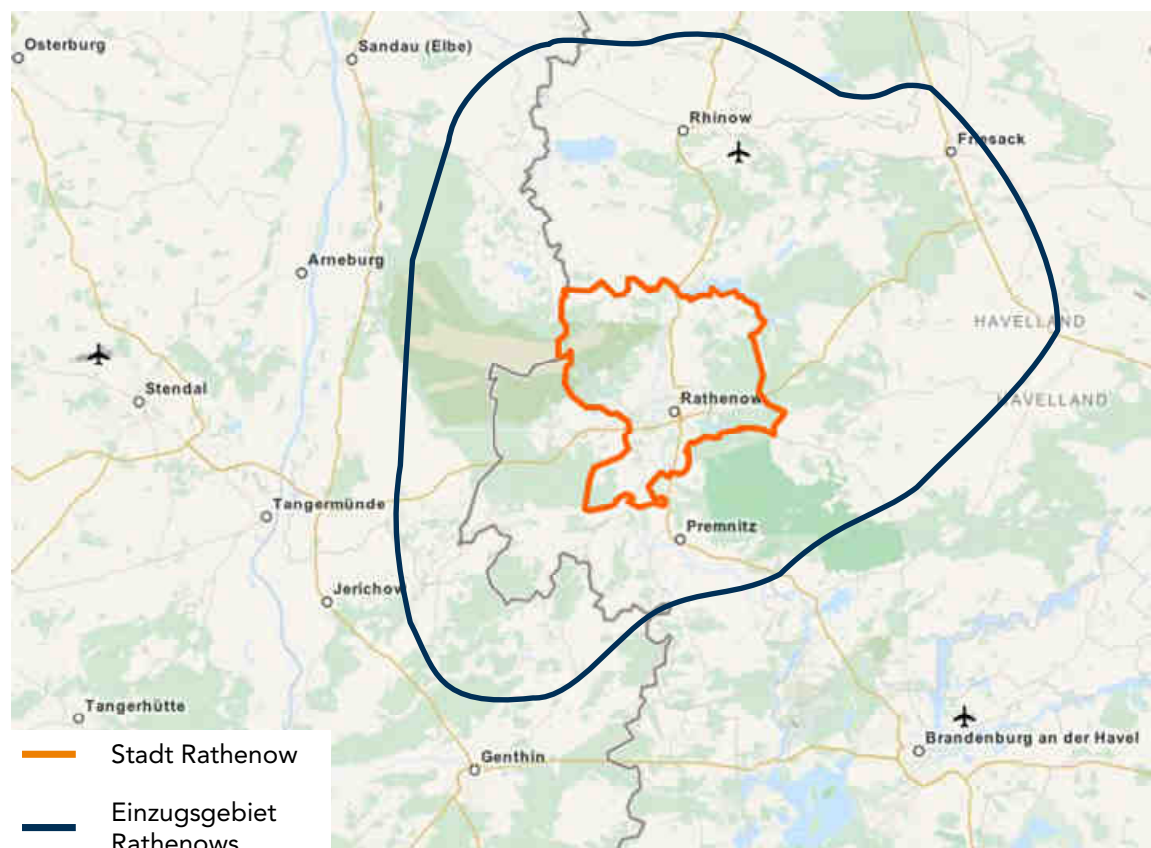 Osterburg
Sandau (Elbe)
Rhinow
Friesack
Arneburg
HAVELLAND
Stendal
Rathenow
HAVELLAND
Tangermünde
Premnitz
Jerichow
Tangerhütte
Brandenburg an der Havel
Genthin
Stadt Rathenow
Einzugsgebiet
Rathenows